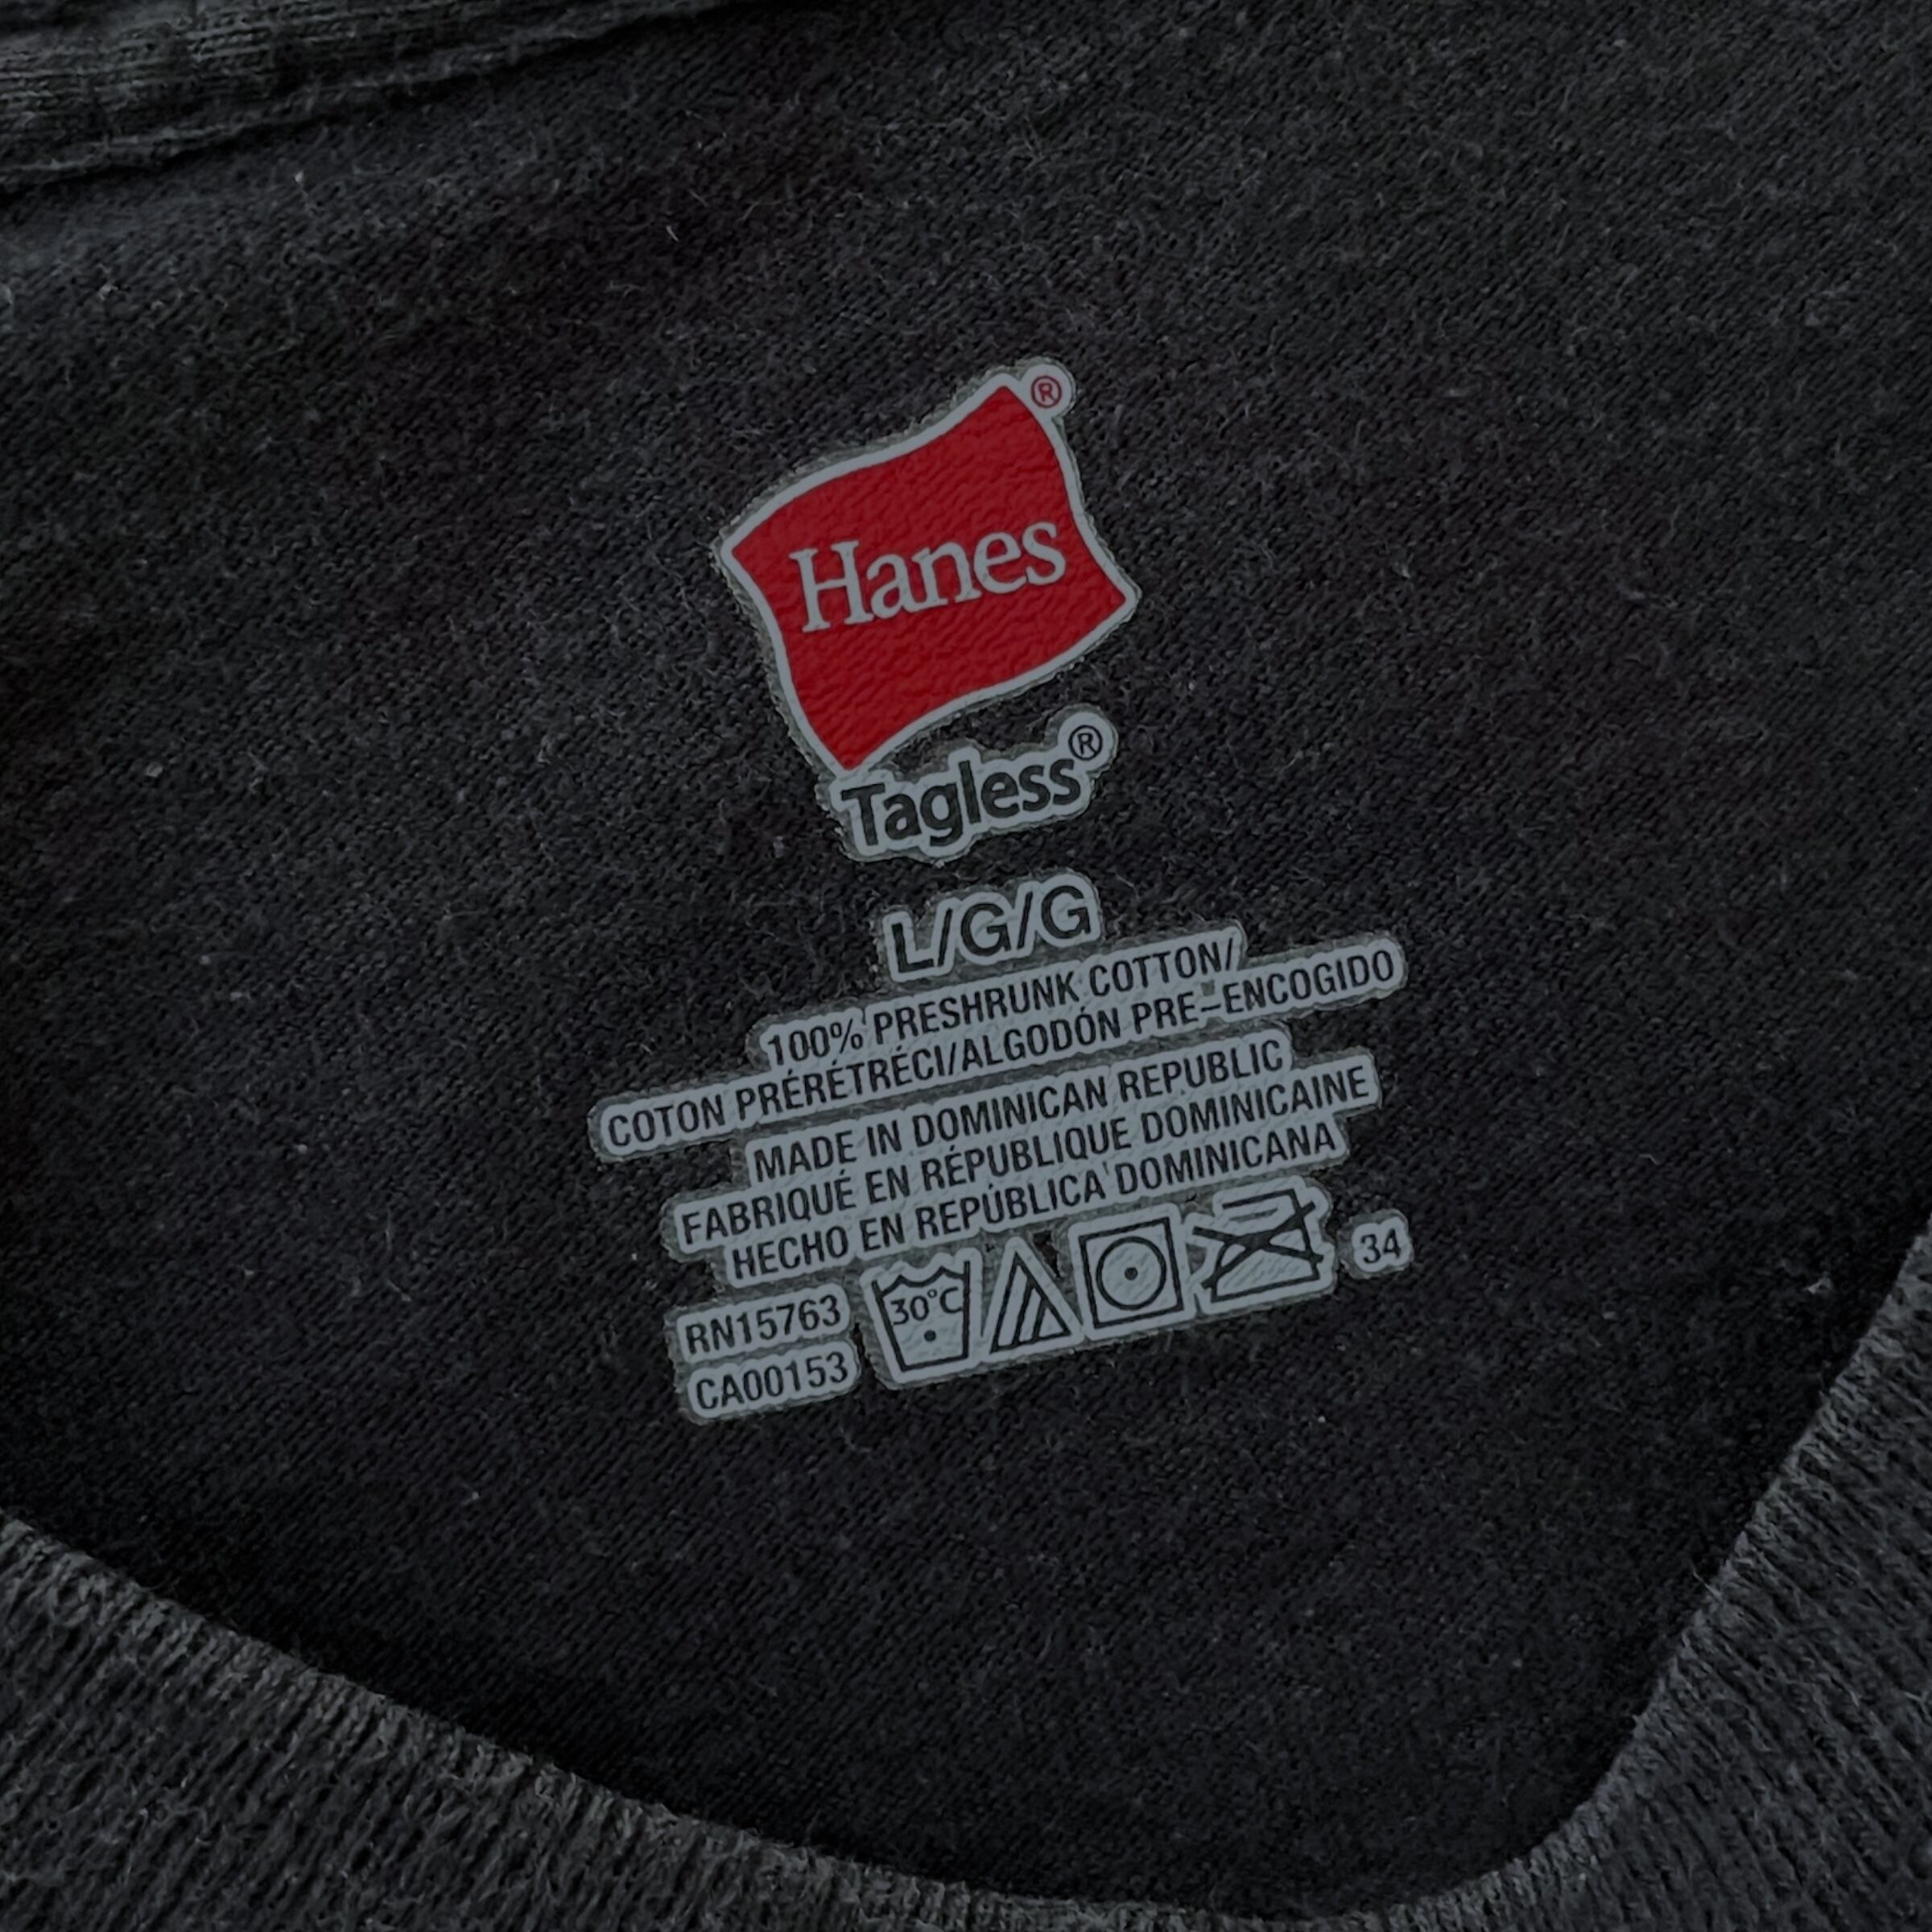 Hanes®
Tagless®
L/G/G
100% PRESHRUNK COTTON/
COTON PRÉRÉTRÉCI/ALGODÓN PRE-ENCOGIDO
MADE IN DOMINICAN REPUBLIC
FABRIQUÉ EN RÉPUBLIQUE DOMINICAINE
HECHO EN REPÚBLICA DOMINICANA
RN15763
CA00153
30°C
34